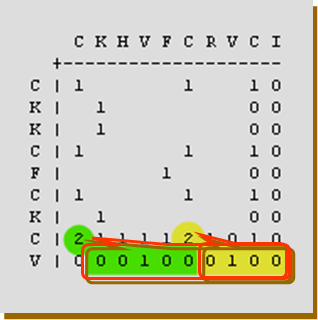 C K H V F C R V C I
+--------------------
C | 1         1     1 0
K |   1             0 0
K |   1             0 0
C | 1         1     1 0
F |         1       0 0
C | 1         1     1 0
K |   1             0 0
C | 2 1 1 1 1 2 1 0 1 0
V | 0 0 0 1 0 0 0 1 0 0